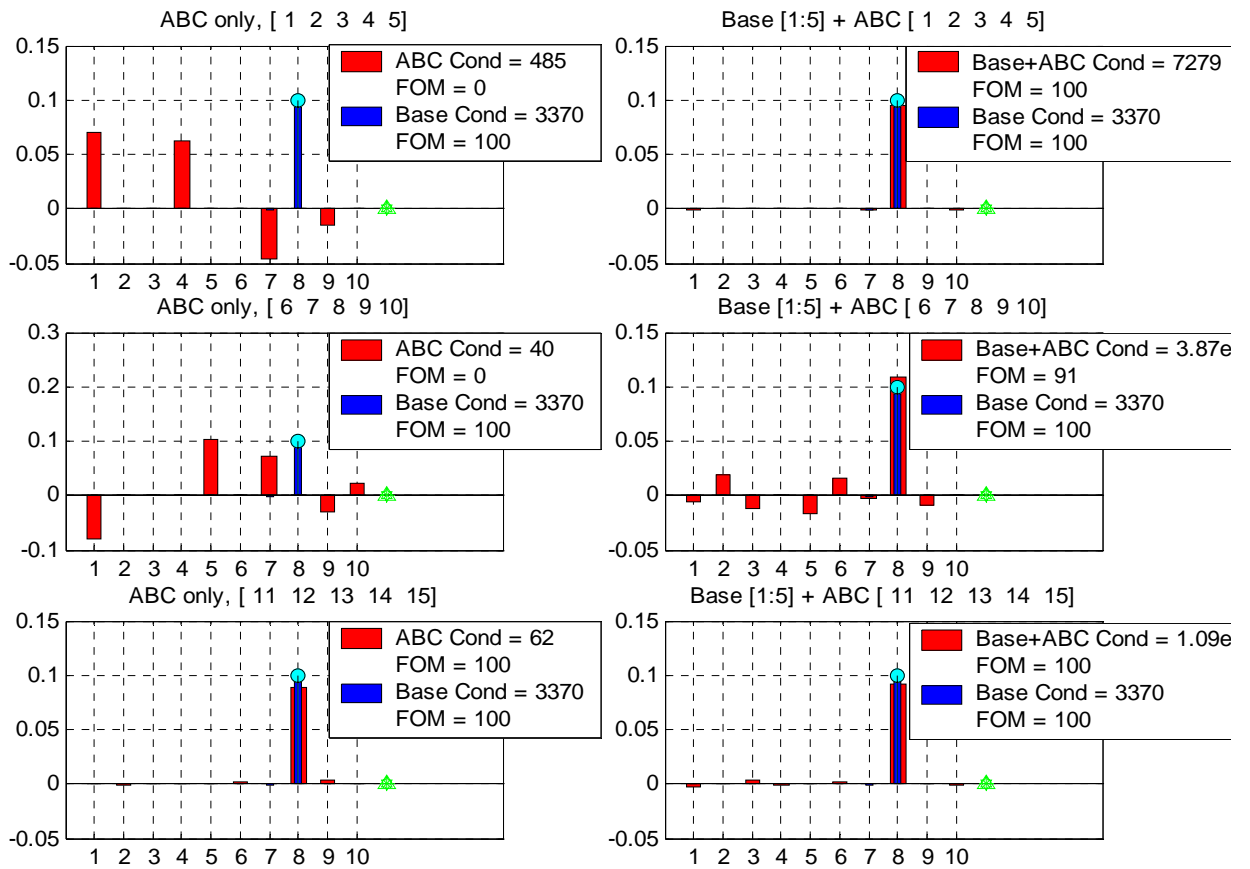 ABC only, [ 1 2 3 4 5]
0.15
0.1
0.05
0
-0.05
ABC Cond = 485
FOM = 0
Base Cond = 3370
FOM = 100
1 2 3 4 5 7 8 9 10
Base [1:5] + ABC [ 1 2 3 4 5]
0.15
0.1
0.05
0
-0.05
Base+ABC Cond = 7279
FOM = 100
Base Cond = 3370
FOM = 100
1 2 3 4 5 6 7 8 9 10
ABC only, [ 6 7 8 9 10]
0.3
0.2
0.1
0
-0.1
ABC Cond = 40
FOM = 0
Base Cond = 3370
FOM = 100
1 2 3 4 5 6 7 8 9 10
Base [1:5] + ABC [ 6 7 8 9 10]
0.15
0.1
0.05
0
-0.05
Base+ABC Cond = 3.87e
FOM = 91
Base Cond = 3370
FOM = 100
1 2 3 4 5 6 7 8 9 10
ABC only, [ 11 12 13 14 15]
0.15
0.1
0.05
0
-0.05
ABC Cond = 62
FOM = 100
Base Cond = 3370
FOM = 100
1 2 3 4 5 6 7 8 9 10
Base [1:5] + ABC [ 11 12 13 14 15]
0.15
0.1
0.05
0
-0.05
Base+ABC Cond = 1.09e
FOM = 100
Base Cond = 3370
FOM = 100
1 2 3 4 5 6 7 8 9 10